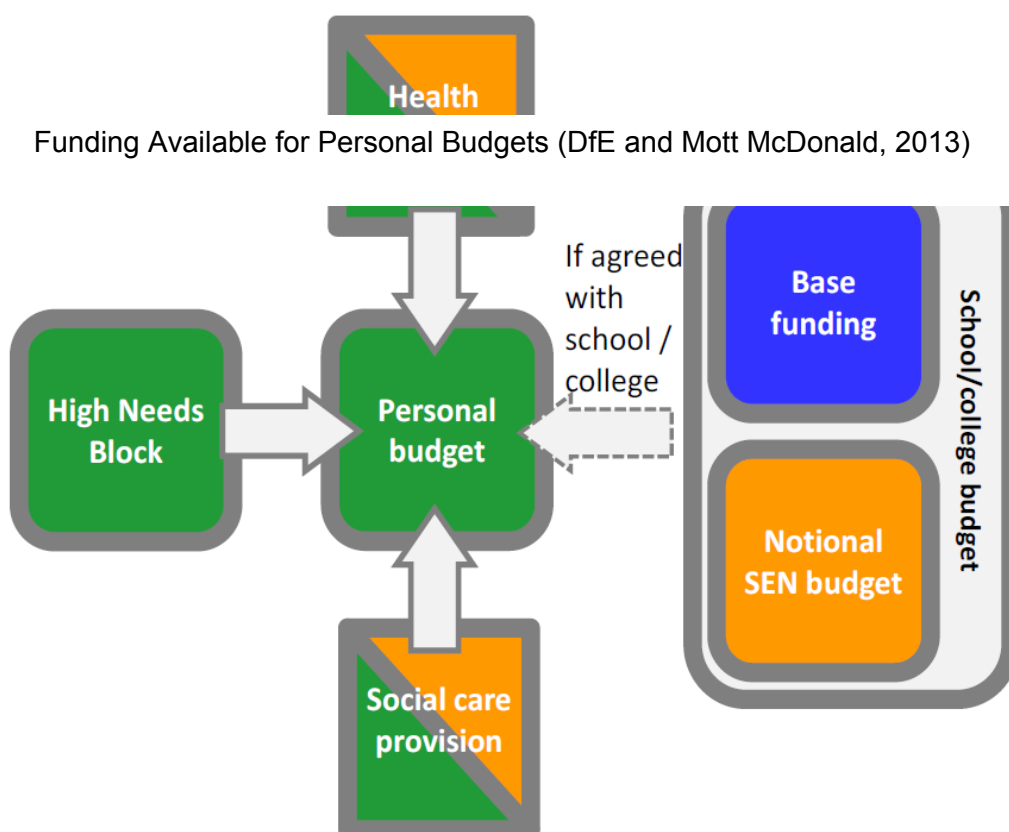 Health
Funding Available for Personal Budgets (DfE and Mott McDonald, 2013)
If agreed
with
school /
college
Base
funding
School/college budget
High Needs
Block
Personal
budget
Notional
SEN budget
Social care
provision